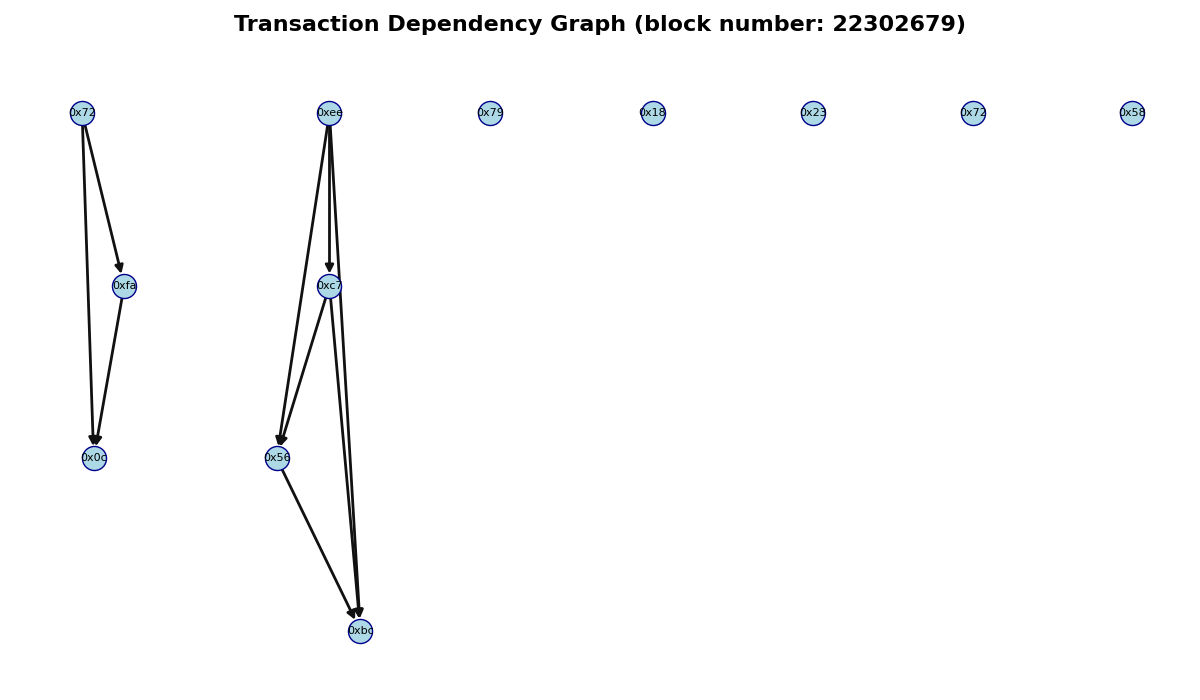 Transaction Dependency Graph (block number: 22302679)
0x72 0xee 0x79 0x18 0x23 0x72 0x58
0xfa 0xc7
0x0c 0x56
0xbc